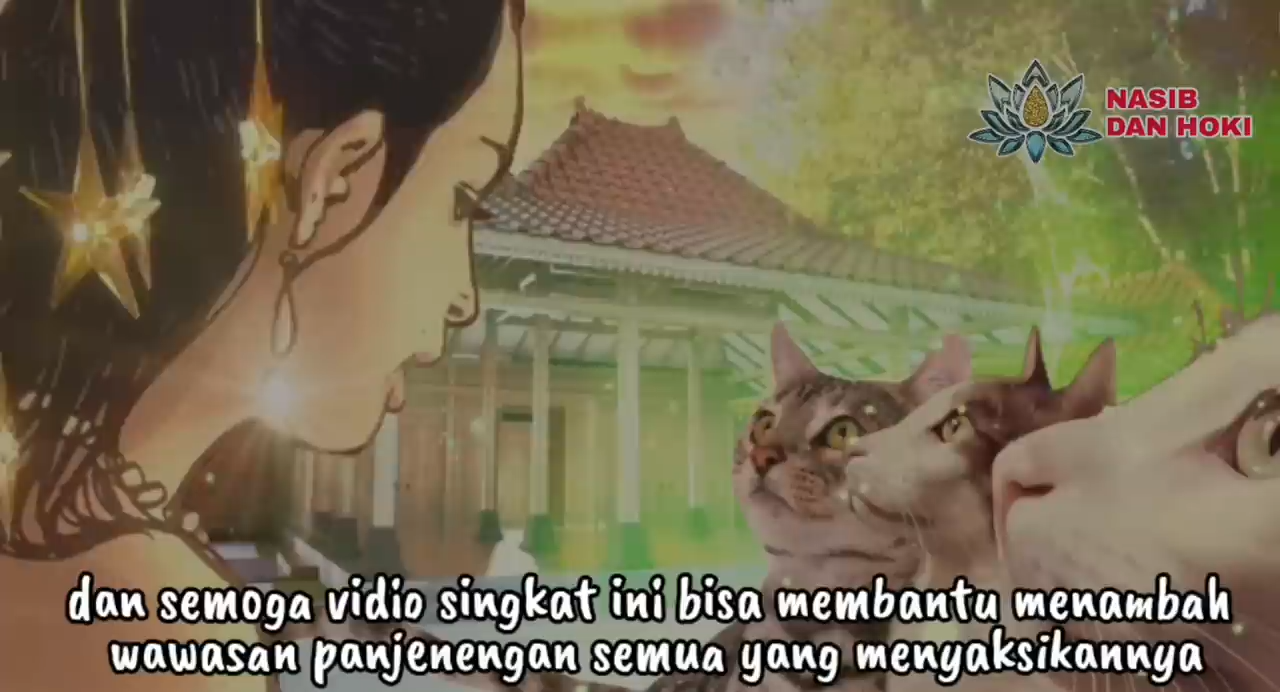 NASIB
DAN HOKI
dan semoga vidio singkat ini bisa membantu menambah
wawasan panjenengan semua yang menyaksikannya